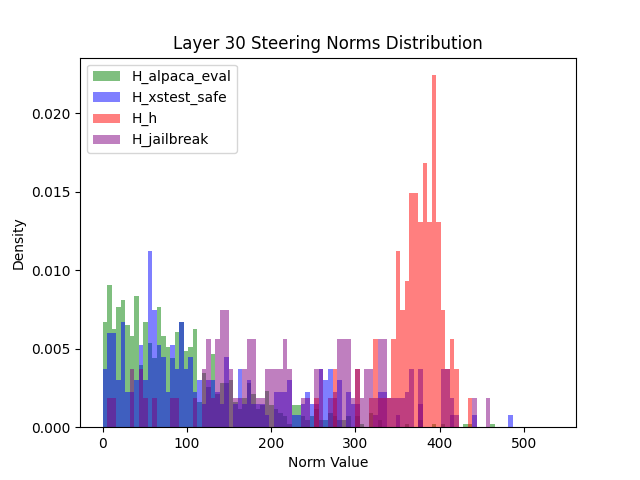 Layer 30 Steering Norms Distribution
H_alpaca_eval
H_xstest_safe
H_h
H_jailbreak
Density
0.020
0.015
0.010
0.005
0.000
0 100 200 300 400 500
Norm Value